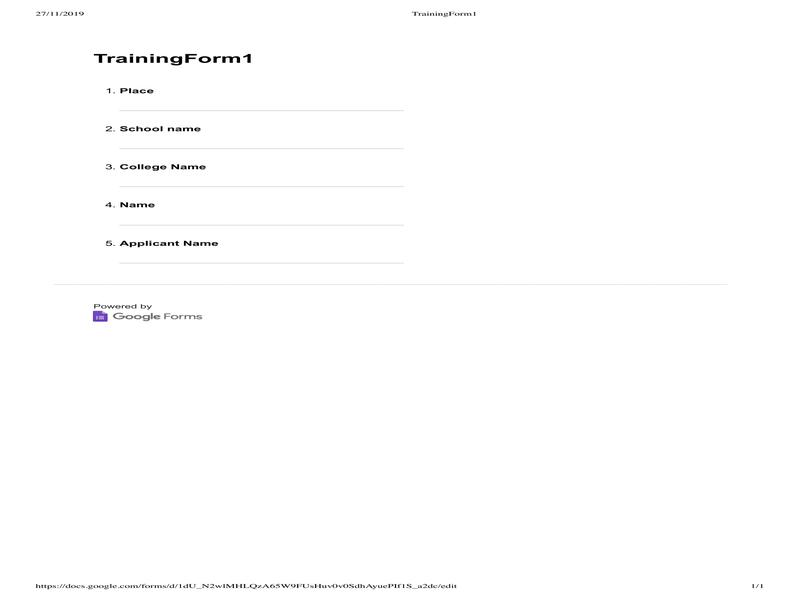 27/11/2019 TrainingForm1
TrainingForm1
1. Place
2. School name
3. College Name
4. Name
5. Applicant Name
Powered by
Google Forms
https://docs.google.com/forms/d/1dU_N2wlMHLQzA65W9FUsHuv0v0SdhAyuePIf1S_a2dc/edit 1/1